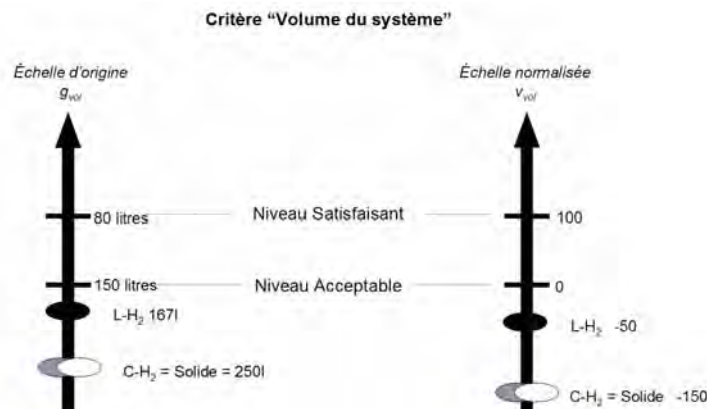 Critère “Volume du système”
Échelle d'origine
g_vol
Échelle normalisée
v_vol
80 litres
Niveau Satisfaisant
100
150 litres
Niveau Acceptable
0
L-H₂ 167l
L-H₂ -50
C-H₂ = Solide = 250l
C-H₂ = Solide -150